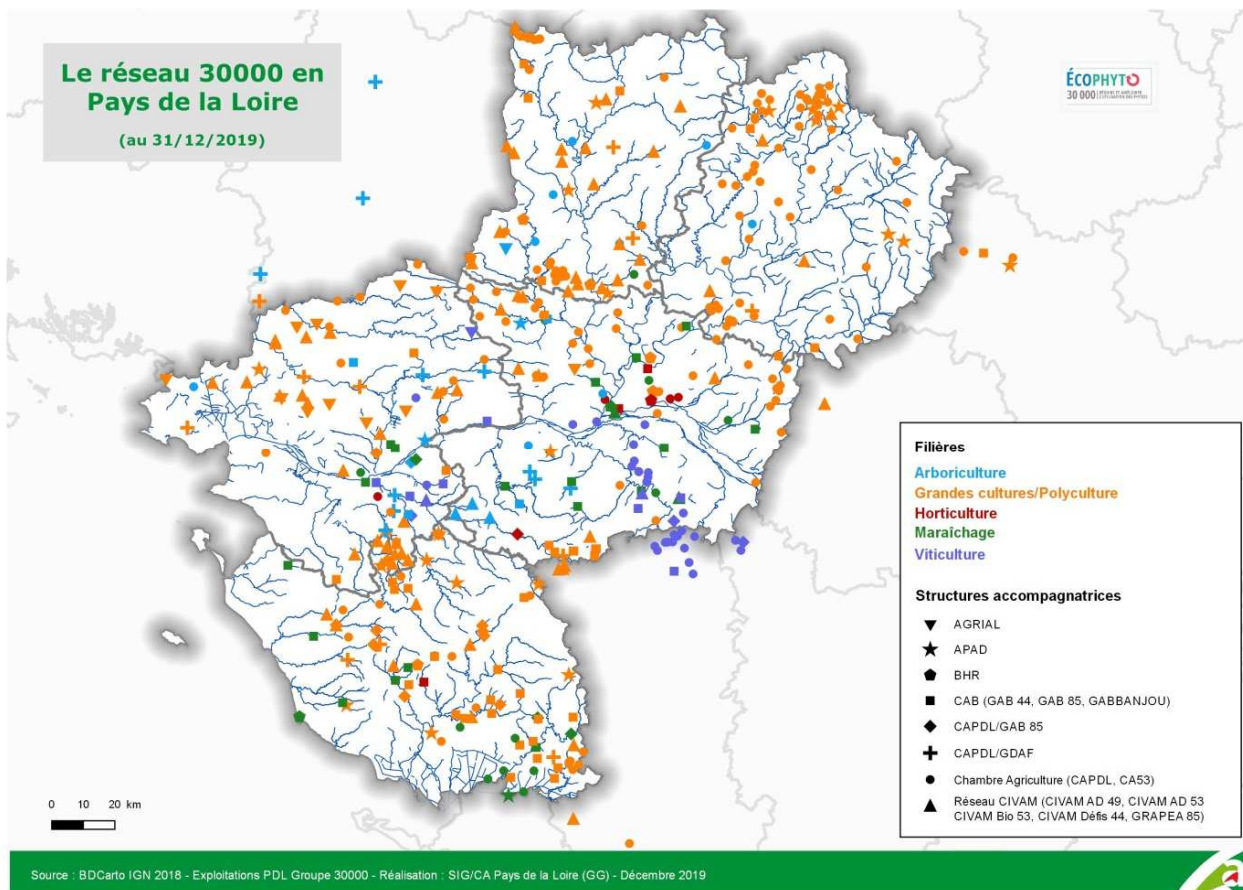 Le réseau 30000 en
Pays de la Loire
(au 31/12/2019)
ÉCOPHYTO
30 000
Filières
Arboriculture
Grandes cultures/Polyculture
Horticulture
Maraîchage
Viticulture
Structures accompagnatrices
AGRIAL
APAD
BHR
CAB (GAB 44, GAB 85, GABBANJOU)
CAPDL/GAB 85
CAPDL/GDAF
Chambre Agriculture (CAPDL, CA53)
Réseau CIVAM (CIVAM AD 49, CIVAM AD 53
CIVAM Bio 53, CIVAM Défis 44, GRAPEA 85)
0 10 20 km
Source : BDCarto IGN 2018 - Exploitations PDL Groupe 30000 - Réalisation : SIG/CA Pays de la Loire (GG) - Décembre 2019